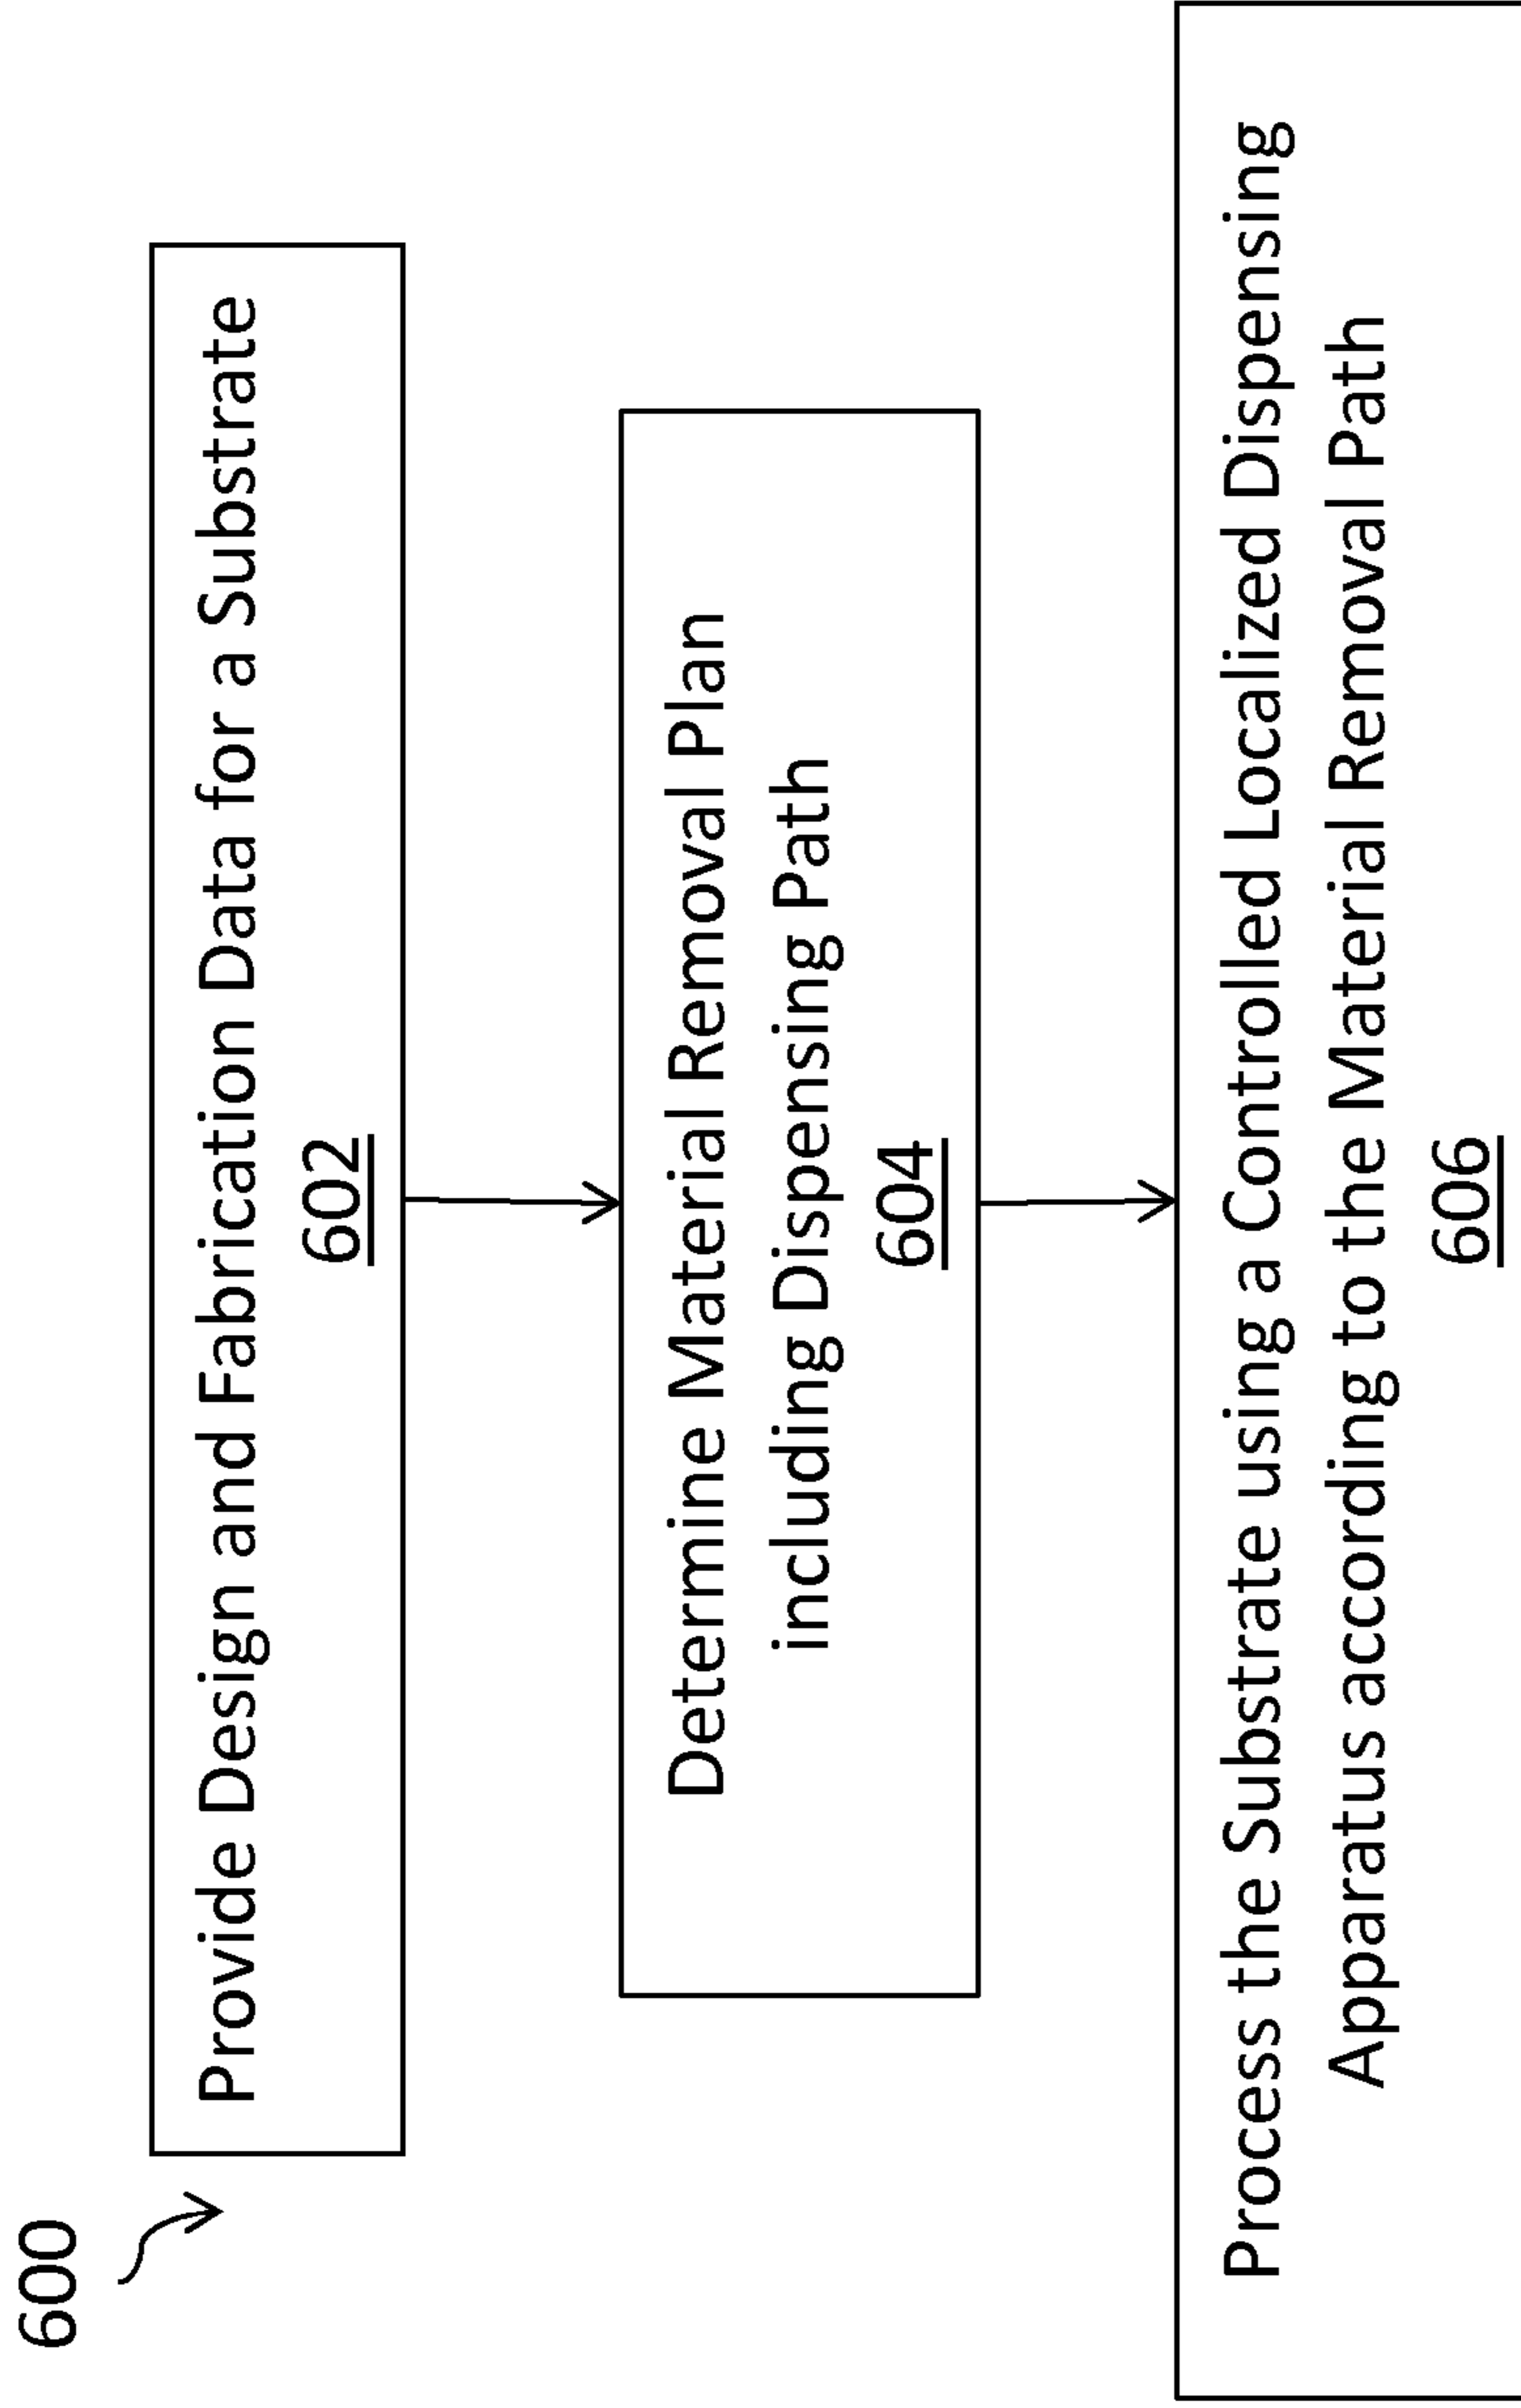 600
Provide Design and Fabrication Data for a Substrate
602
Determine Material Removal Plan
including Dispensing Path
604
Process the Substrate using a Controlled Localized Dispensing
Apparatus according to the Material Removal Path
606